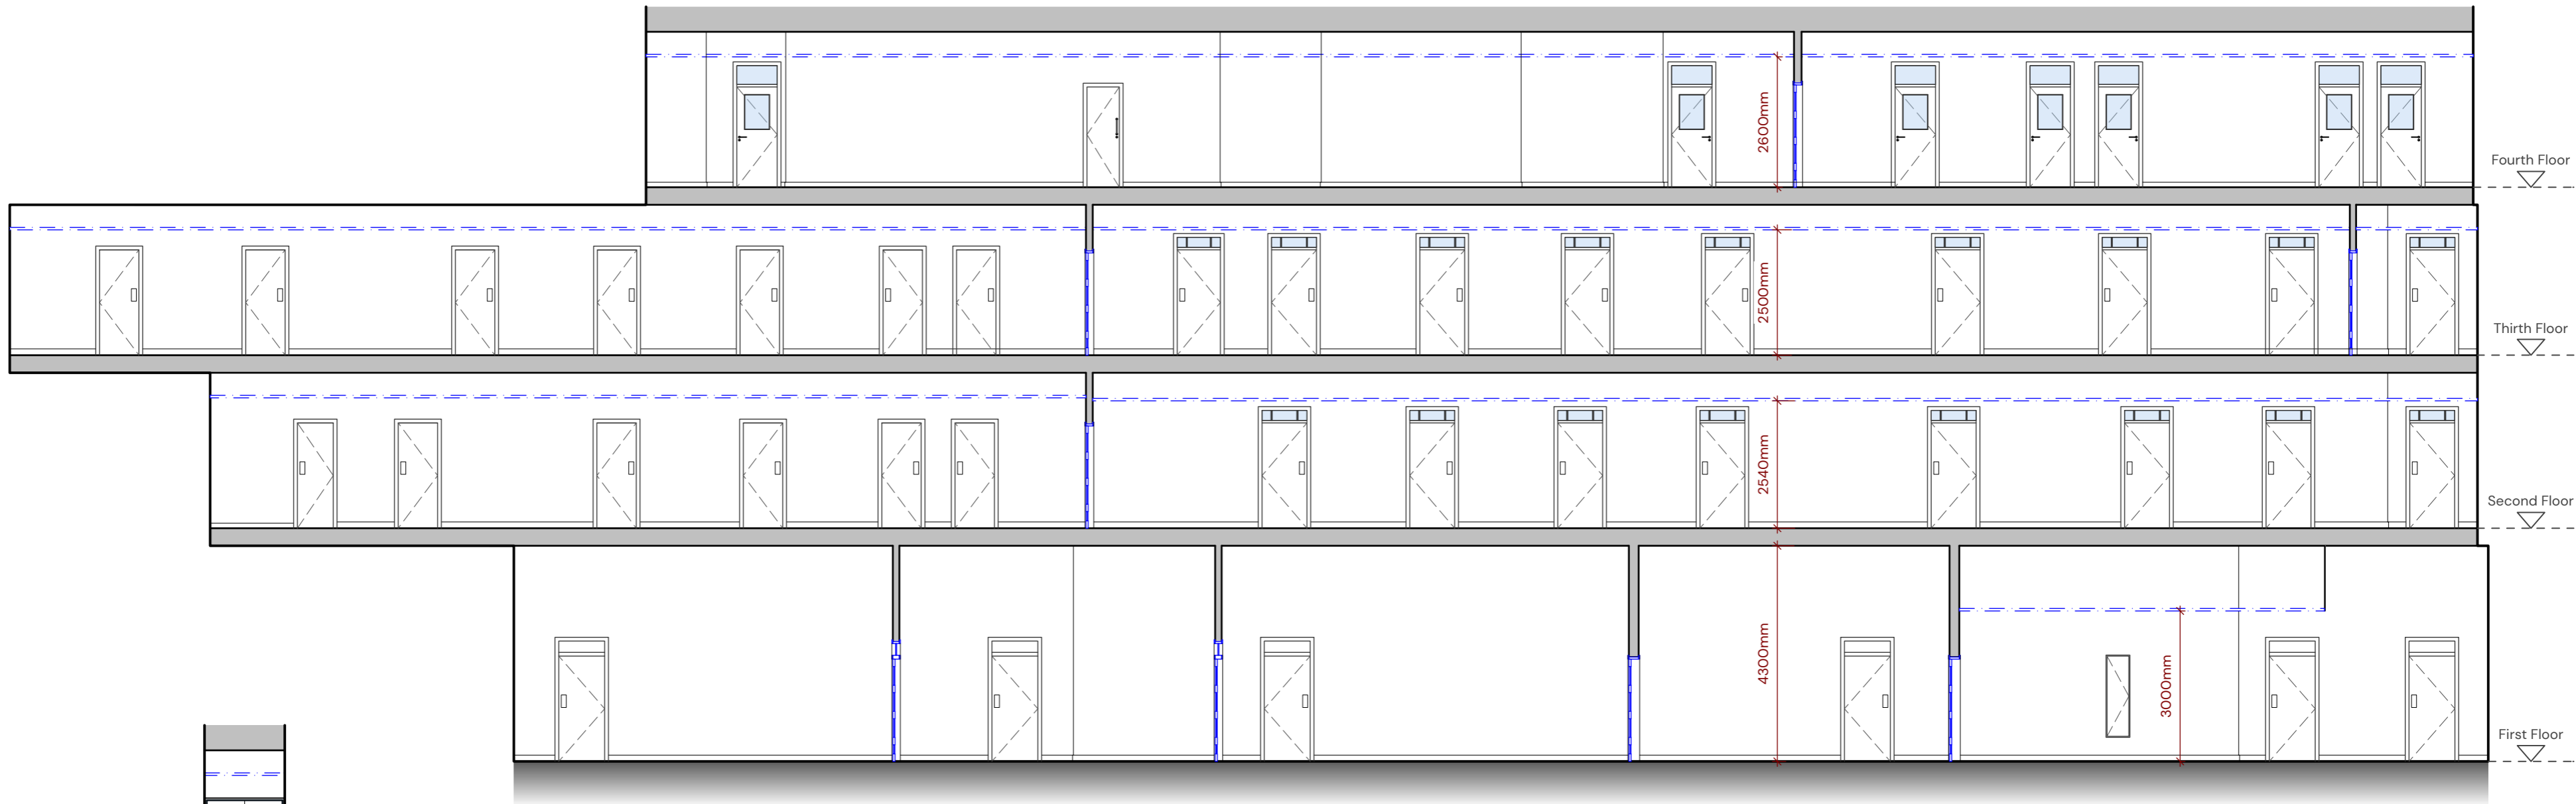 2600mm
Fourth Floor
2500mm
Thirth Floor
2540mm
Second Floor
4300mm
3000mm
First Floor